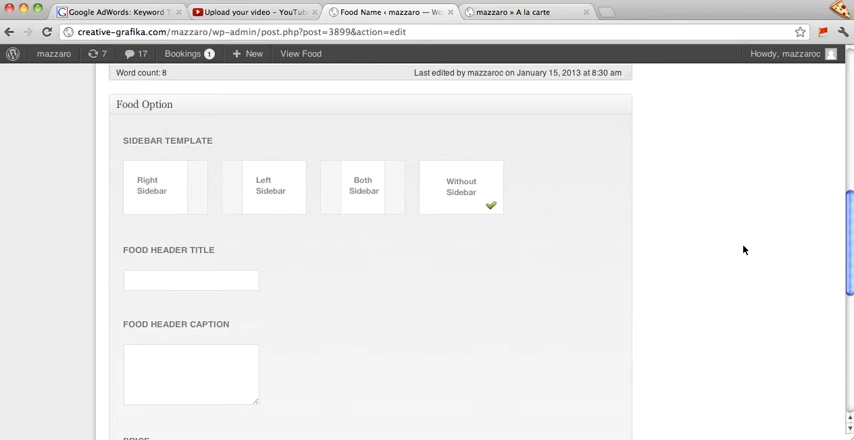 Google AdWords: Keyword T
Upload your video - YouTub
Food Name ‹ mazzaro — Wo
mazzaro » A la carte
creative-grafika.com/mazzaro/wp-admin/post.php?post=3899&action=edit
mazzaro 7 17 Bookings 1 + New View Food Howdy, mazzaroc
Word count: 8 Last edited by mazzaroc on January 15, 2013 at 8:30 am
Food Option
SIDEBAR TEMPLATE
Right
Sidebar
Left
Sidebar
Both
Sidebar
Without
Sidebar
FOOD HEADER TITLE
FOOD HEADER CAPTION
PRICE